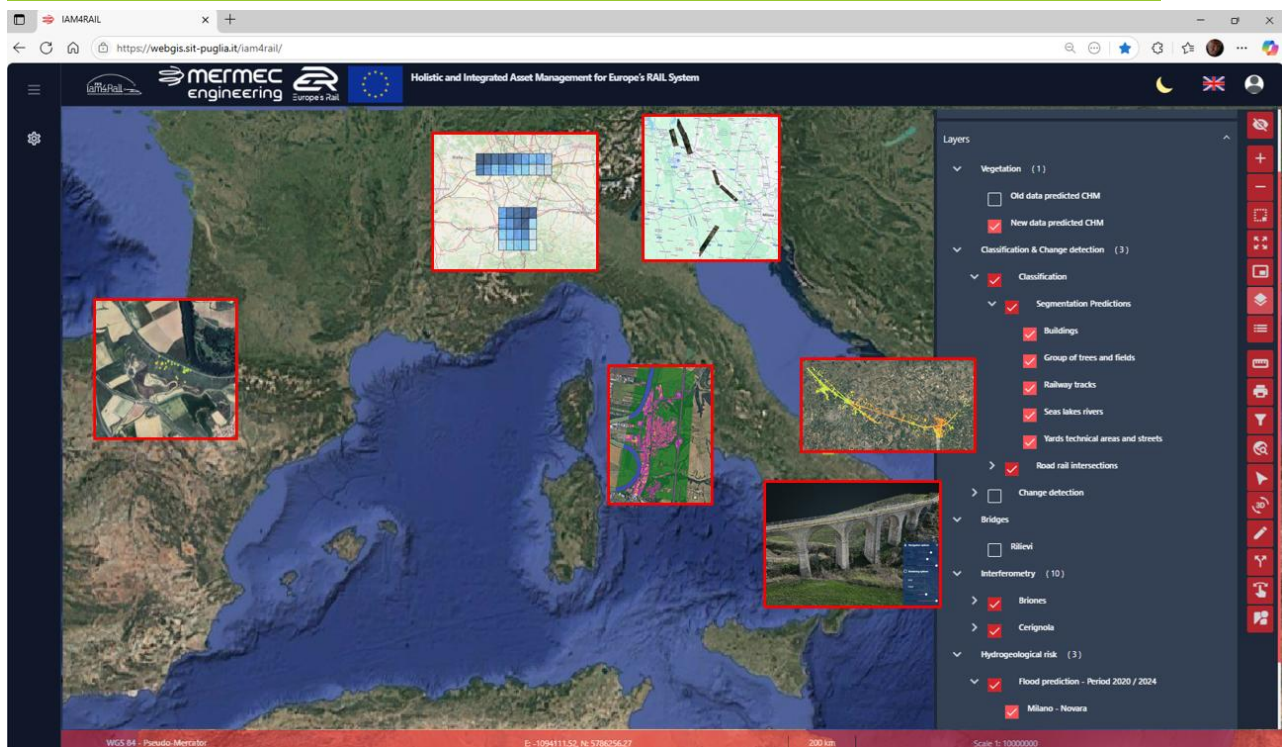 IAM4RAIL
https://webgis.sit-puglia.it/iam4rail/
IAM4Rail
MERMEC
engineering
Europe's Rail
Holistic and Integrated Asset Management for Europe's RAIL System
Layers
Vegetation (1)
Old data predicted CHM
New data predicted CHM
Classification & Change detection (3)
Classification
Segmentation Predictions
Buildings
Group of trees and fields
Railway tracks
Seas lakes rivers
Yards technical areas and streets
Road rail intersections
Change detection
Bridges
Rilievi
Interferometry (10)
Briones
Cerignola
Hydrogeological risk (3)
Flood prediction - Period 2020 / 2024
Milano - Novara
3D
WGS 84 - Pseudo-Mercator
E: -1094111,52, N: 5786256,27
200 km
Scale 1: 10000000